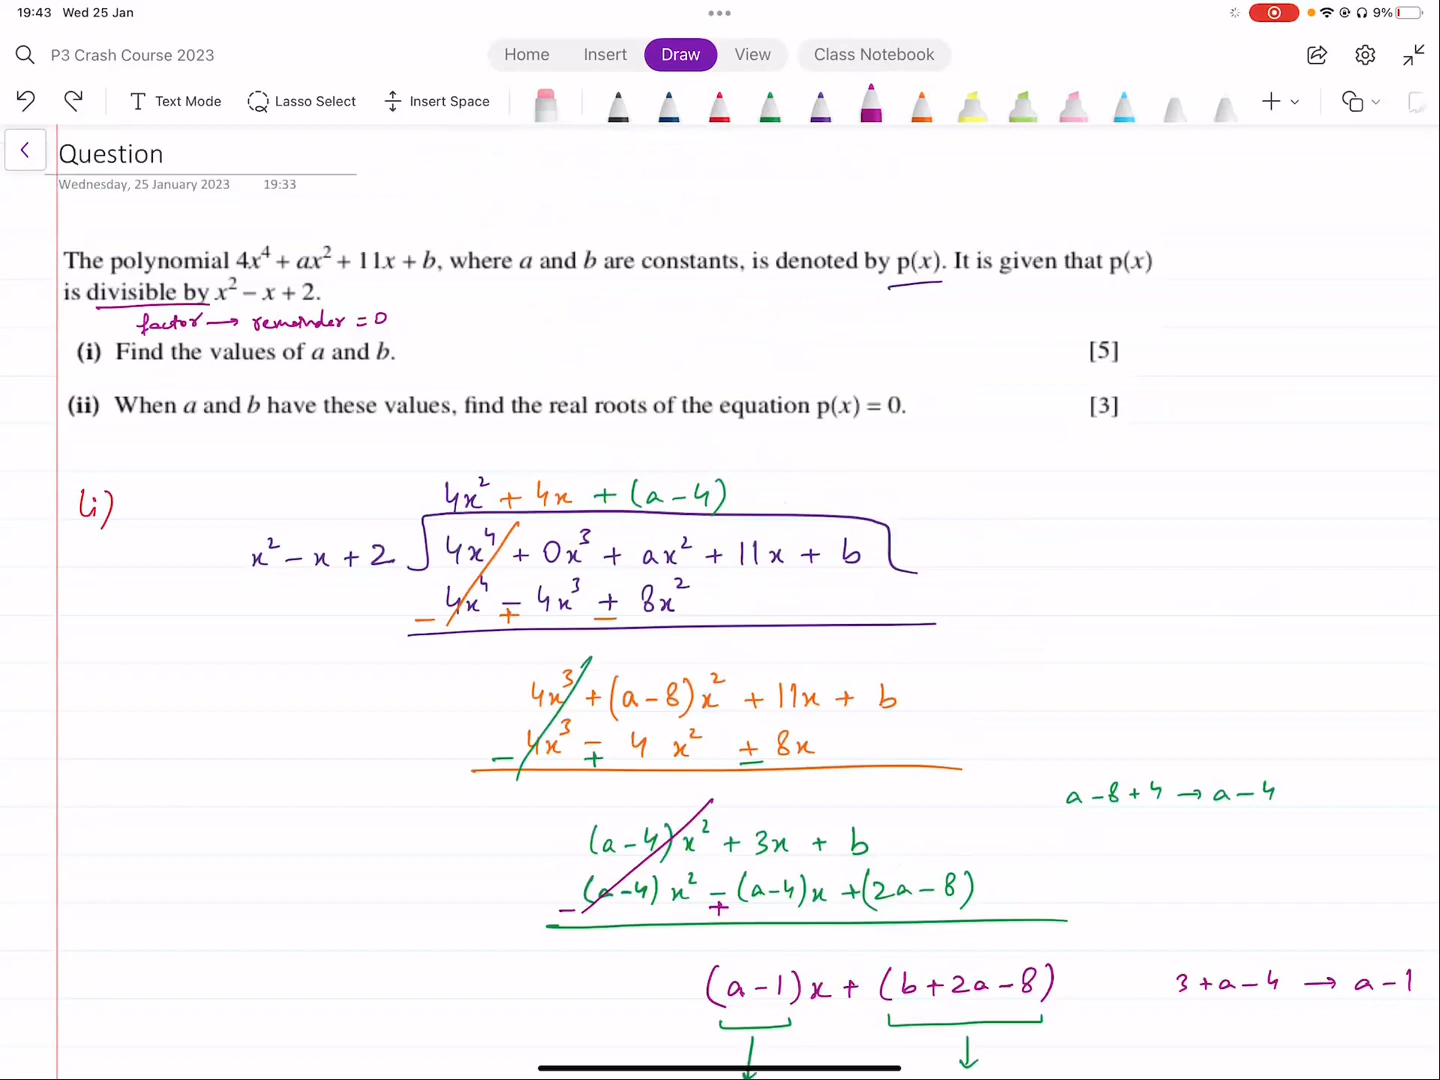 19:43 Wed 25 Jan 9%
P3 Crash Course 2023 Home Insert Draw View Class Notebook
Text Mode Lasso Select Insert Space
Question
Wednesday, 25 January 2023 19:33
The polynomial 4x⁴ + ax² + 11x + b, where a and b are constants, is denoted by p(x). It is given that p(x)
is divisible by x² – x + 2.
factor → remainder = 0
(i) Find the values of a and b. [5]
(ii) When a and b have these values, find the real roots of the equation p(x) = 0. [3]
(i)
4x² + 4x + (a – 4)
x² – x + 2 4x⁴ + 0x³ + ax² + 11x + b
4x⁴ – 4x³ + 8x²
– + –
4x³ + (a – 8)x² + 11x + b
4x³ – 4 x² + 8x
– + –
a – 8 + 4 → a – 4
(a – 4)x² + 3x + b
(a – 4)x² – (a – 4)x + (2a – 8)
– +
(a – 1)x + (b + 2a – 8) 3 + a – 4 → a – 1